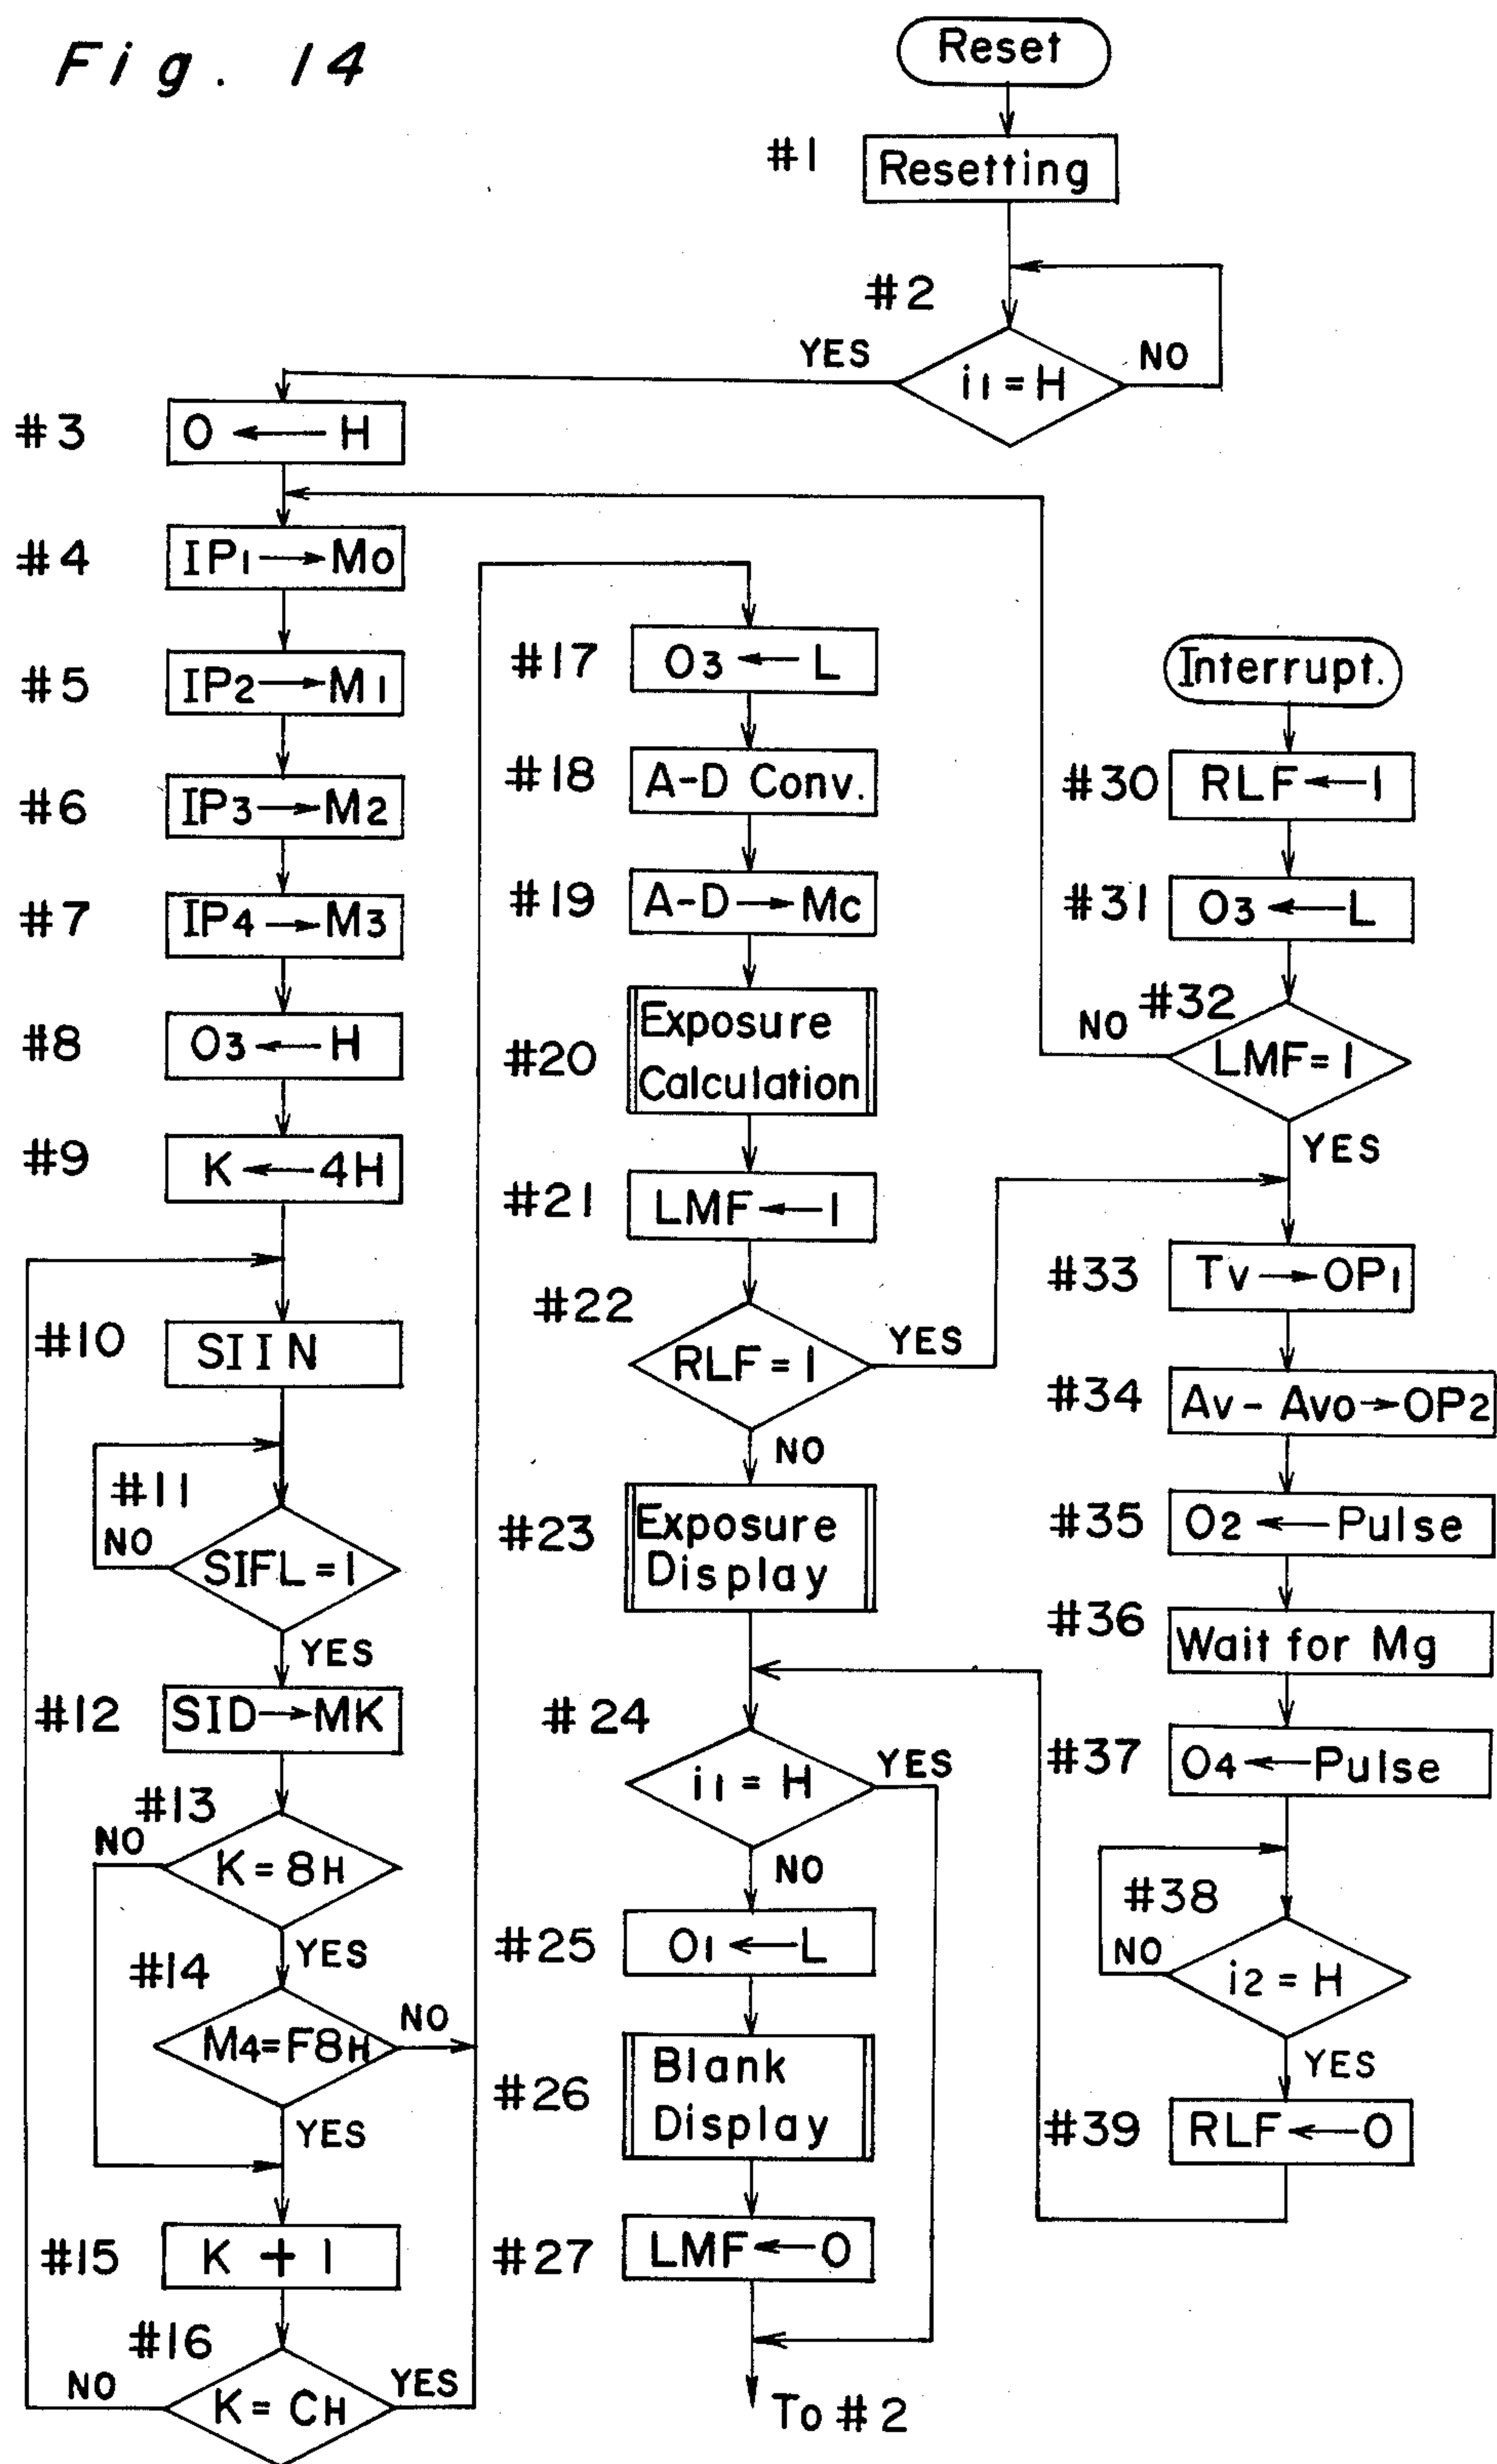 Fig. 14
Reset
#1
Resetting
#2
i1 = H
YES
NO
#3
O ← H
#4
IP1 → M0
#5
IP2 → M1
#6
IP3 → M2
#7
IP4 → M3
#8
O3 ← H
#9
K ← 4H
#10
SIIN
#11
NO
SIFL = 1
YES
#12
SID → MK
#13
NO
K = 8H
YES
#14
M4 = F8H
NO
YES
#15
K + 1
#16
NO
K = CH
YES
#17
O3 ← L
#18
A-D Conv.
#19
A-D → Mc
#20
Exposure
Calculation
#21
LMF ← 1
#22
RLF = 1
YES
NO
#23
Exposure
Display
#24
i1 = H
YES
NO
#25
O1 ← L
#26
Blank
Display
#27
LMF ← 0
To #2
Interrupt.
#30
RLF ← 1
#31
O3 ← L
#32
NO
LMF = 1
YES
#33
Tv → OP1
#34
Av - Avo → OP2
#35
O2 ← Pulse
#36
Wait for Mg
#37
O4 ← Pulse
#38
NO
i2 = H
YES
#39
RLF ← 0